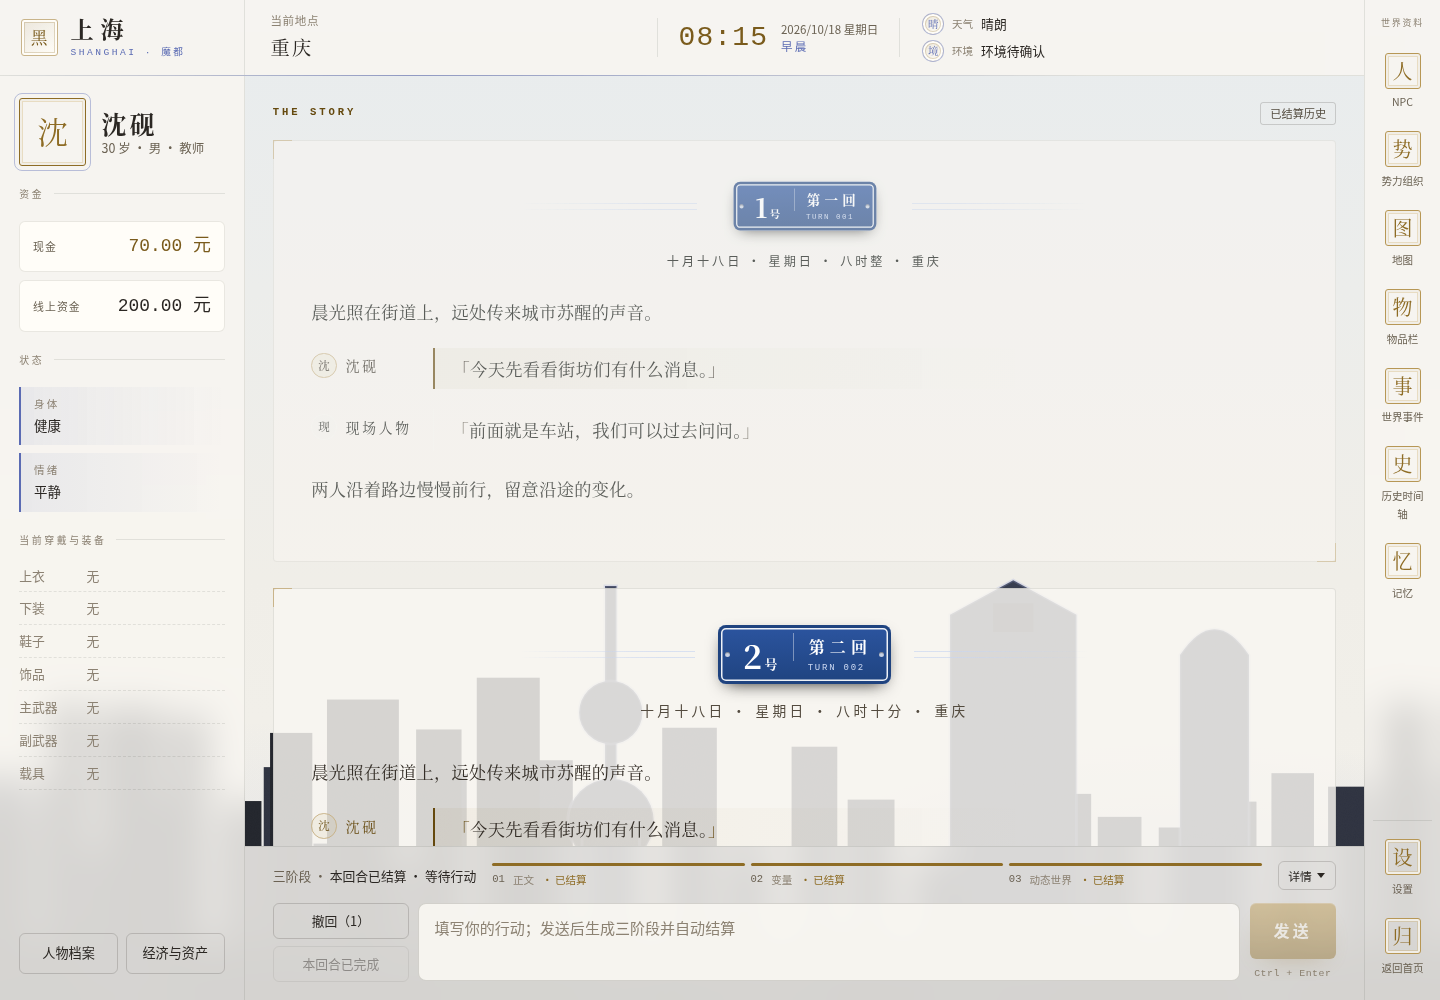 黑
上海
SHANGHAI · 魔都
当前地点
重庆
08:15
2026/10/18 星期日
早晨
晴 天气 晴朗
境 环境 环境待确认
沈
沈砚
30 岁 • 男 • 教师
资金
现金 70.00 元
线上资金 200.00 元
状态
身体
健康
情绪
平静
当前穿戴与装备
上衣 无
下装 无
鞋子 无
饰品 无
主武器 无
副武器 无
载具 无
人物档案 经济与资产
THE STORY
已结算历史
1号 第一回
TURN 001
十月十八日 • 星期日 • 八时整 • 重庆
晨光照在街道上，远处传来城市苏醒的声音。
沈 沈砚 「今天先看看街坊们有什么消息。」
现 现场人物 「前面就是车站，我们可以过去问问。」
两人沿着路边慢慢前行，留意沿途的变化。
2号 第二回
TURN 002
十月十八日 • 星期日 • 八时十分 • 重庆
晨光照在街道上，远处传来城市苏醒的声音。
沈 沈砚 「今天先看看街坊们有什么消息。」
三阶段 • 本回合已结算 • 等待行动
01 正文 • 已结算
02 变量 • 已结算
03 动态世界 • 已结算
详情
撤回（1）
本回合已完成
填写你的行动；发送后生成三阶段并自动结算
发送
Ctrl + Enter
世界资料
人
NPC
势
势力组织
图
地图
物
物品栏
事
世界事件
史
历史时间
轴
忆
记忆
设
设置
归
返回首页